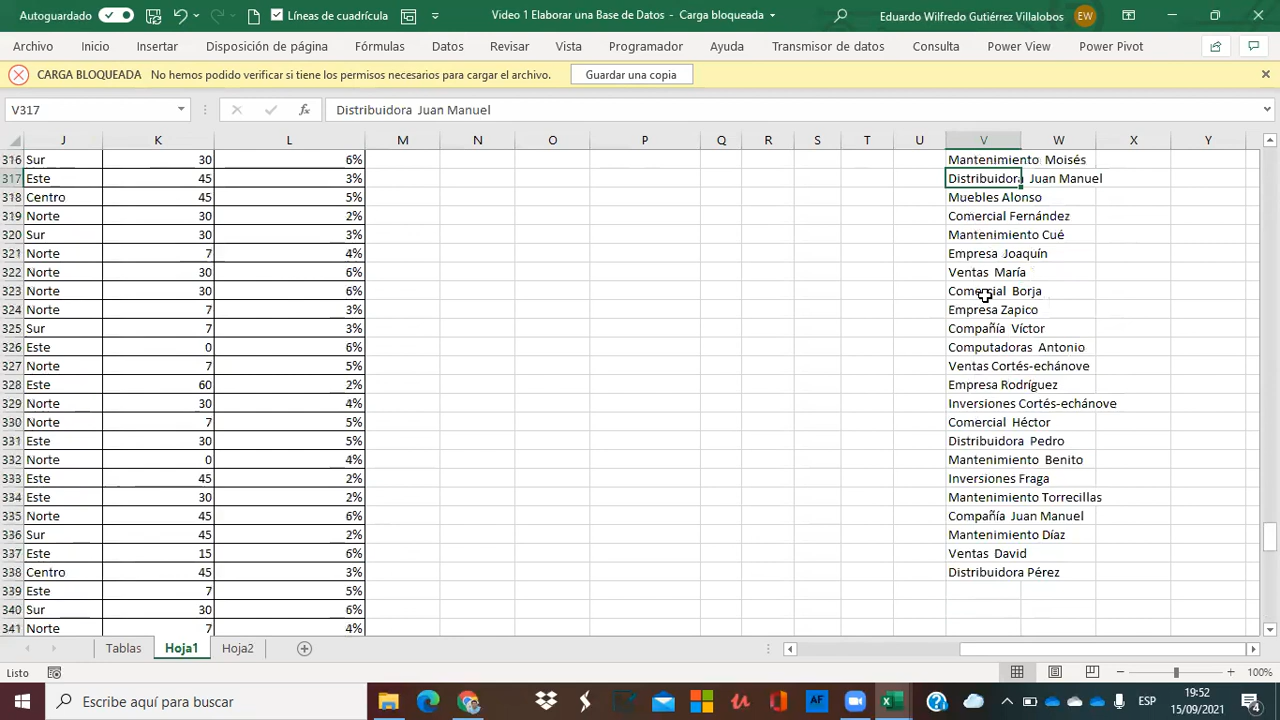 Autoguardado Líneas de cuadrícula Video 1 Elaborar una Base de Datos - Carga bloqueada Eduardo Wilfredo Gutiérrez Villalobos EW
Archivo Inicio Insertar Disposición de página Fórmulas Datos Revisar Vista Programador Ayuda Transmisor de datos Consulta Power View Power Pivot
CARGA BLOQUEADA No hemos podido verificar si tiene los permisos necesarios para cargar el archivo. Guardar una copia
V317 fx Distribuidora Juan Manuel
J K L M N O P Q R S T U V W X Y
316 Sur 30 6% Mantenimiento Moisés
317 Este 45 3% Distribuidora Juan Manuel
318 Centro 45 5% Muebles Alonso
319 Norte 30 2% Comercial Fernández
320 Sur 30 3% Mantenimiento Cué
321 Norte 7 4% Empresa Joaquín
322 Norte 30 6% Ventas María
323 Norte 30 6% Comercial Borja
324 Norte 7 3% Empresa Zapico
325 Sur 7 3% Compañía Víctor
326 Este 0 6% Computadoras Antonio
327 Norte 7 5% Ventas Cortés-echánove
328 Este 60 2% Empresa Rodríguez
329 Norte 30 4% Inversiones Cortés-echánove
330 Norte 7 5% Comercial Héctor
331 Este 30 5% Distribuidora Pedro
332 Norte 0 4% Mantenimiento Benito
333 Este 45 2% Inversiones Fraga
334 Este 30 2% Mantenimiento Torrecillas
335 Norte 45 6% Compañía Juan Manuel
336 Sur 45 2% Mantenimiento Díaz
337 Este 15 6% Ventas David
338 Centro 45 3% Distribuidora Pérez
339 Este 7 5%
340 Sur 30 6%
341 Norte 7 4%
Tablas Hoja1 Hoja2
Listo 100%
Escribe aquí para buscar AF ESP 19:52
15/09/2021 4